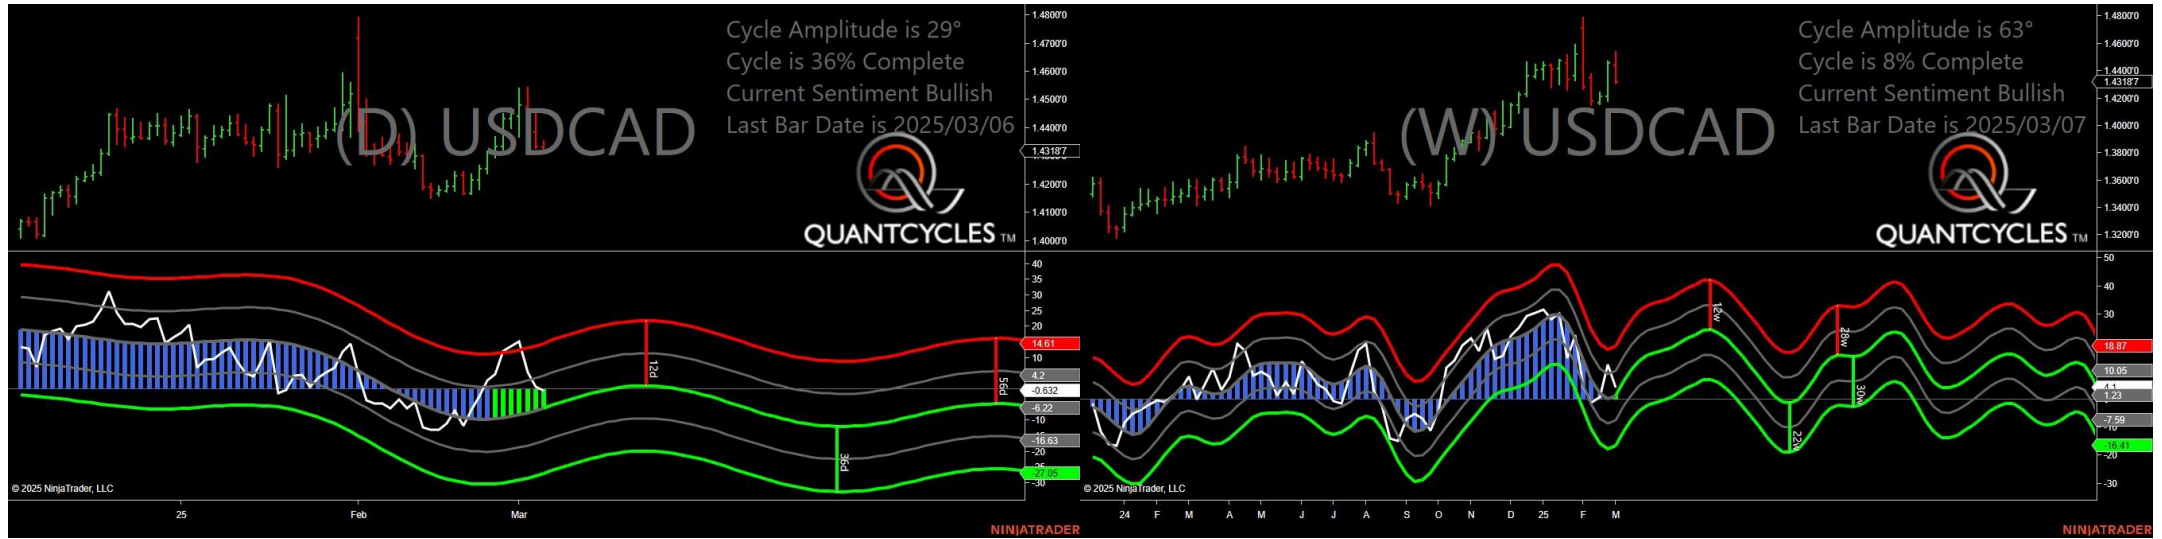 Cycle Amplitude is 29°
Cycle is 36% Complete
Current Sentiment Bullish
Last Bar Date is 2025/03/06
(D) USDCAD
QUANTCYCLES TM
1.4800'0
1.4700'0
1.4600'0
1.4500'0
1.4400'0
1.4318'7
1.4200'0
1.4100'0
1.4000'0
40
35
30
25
20
14.61
10
4.2
-0.632
-6.22
-10
-16.63
-20
-27.05
-30
12d
36d
56d
© 2025 NinjaTrader, LLC
25 Feb Mar
NINJATRADER
Cycle Amplitude is 63°
Cycle is 8% Complete
Current Sentiment Bullish
Last Bar Date is 2025/03/07
(W) USDCAD
QUANTCYCLES TM
1.4800'0
1.4600'0
1.4400'0
1.4318'7
1.4200'0
1.4000'0
1.3800'0
1.3600'0
1.3400'0
1.3200'0
50
40
30
18.87
10.05
4.1
1.23
-7.59
-10
-16.41
-20
-30
12w
28w
22w
30w
© 2025 NinjaTrader, LLC
24 F M A M J J A S O N D 25 F M
NINJATRADER